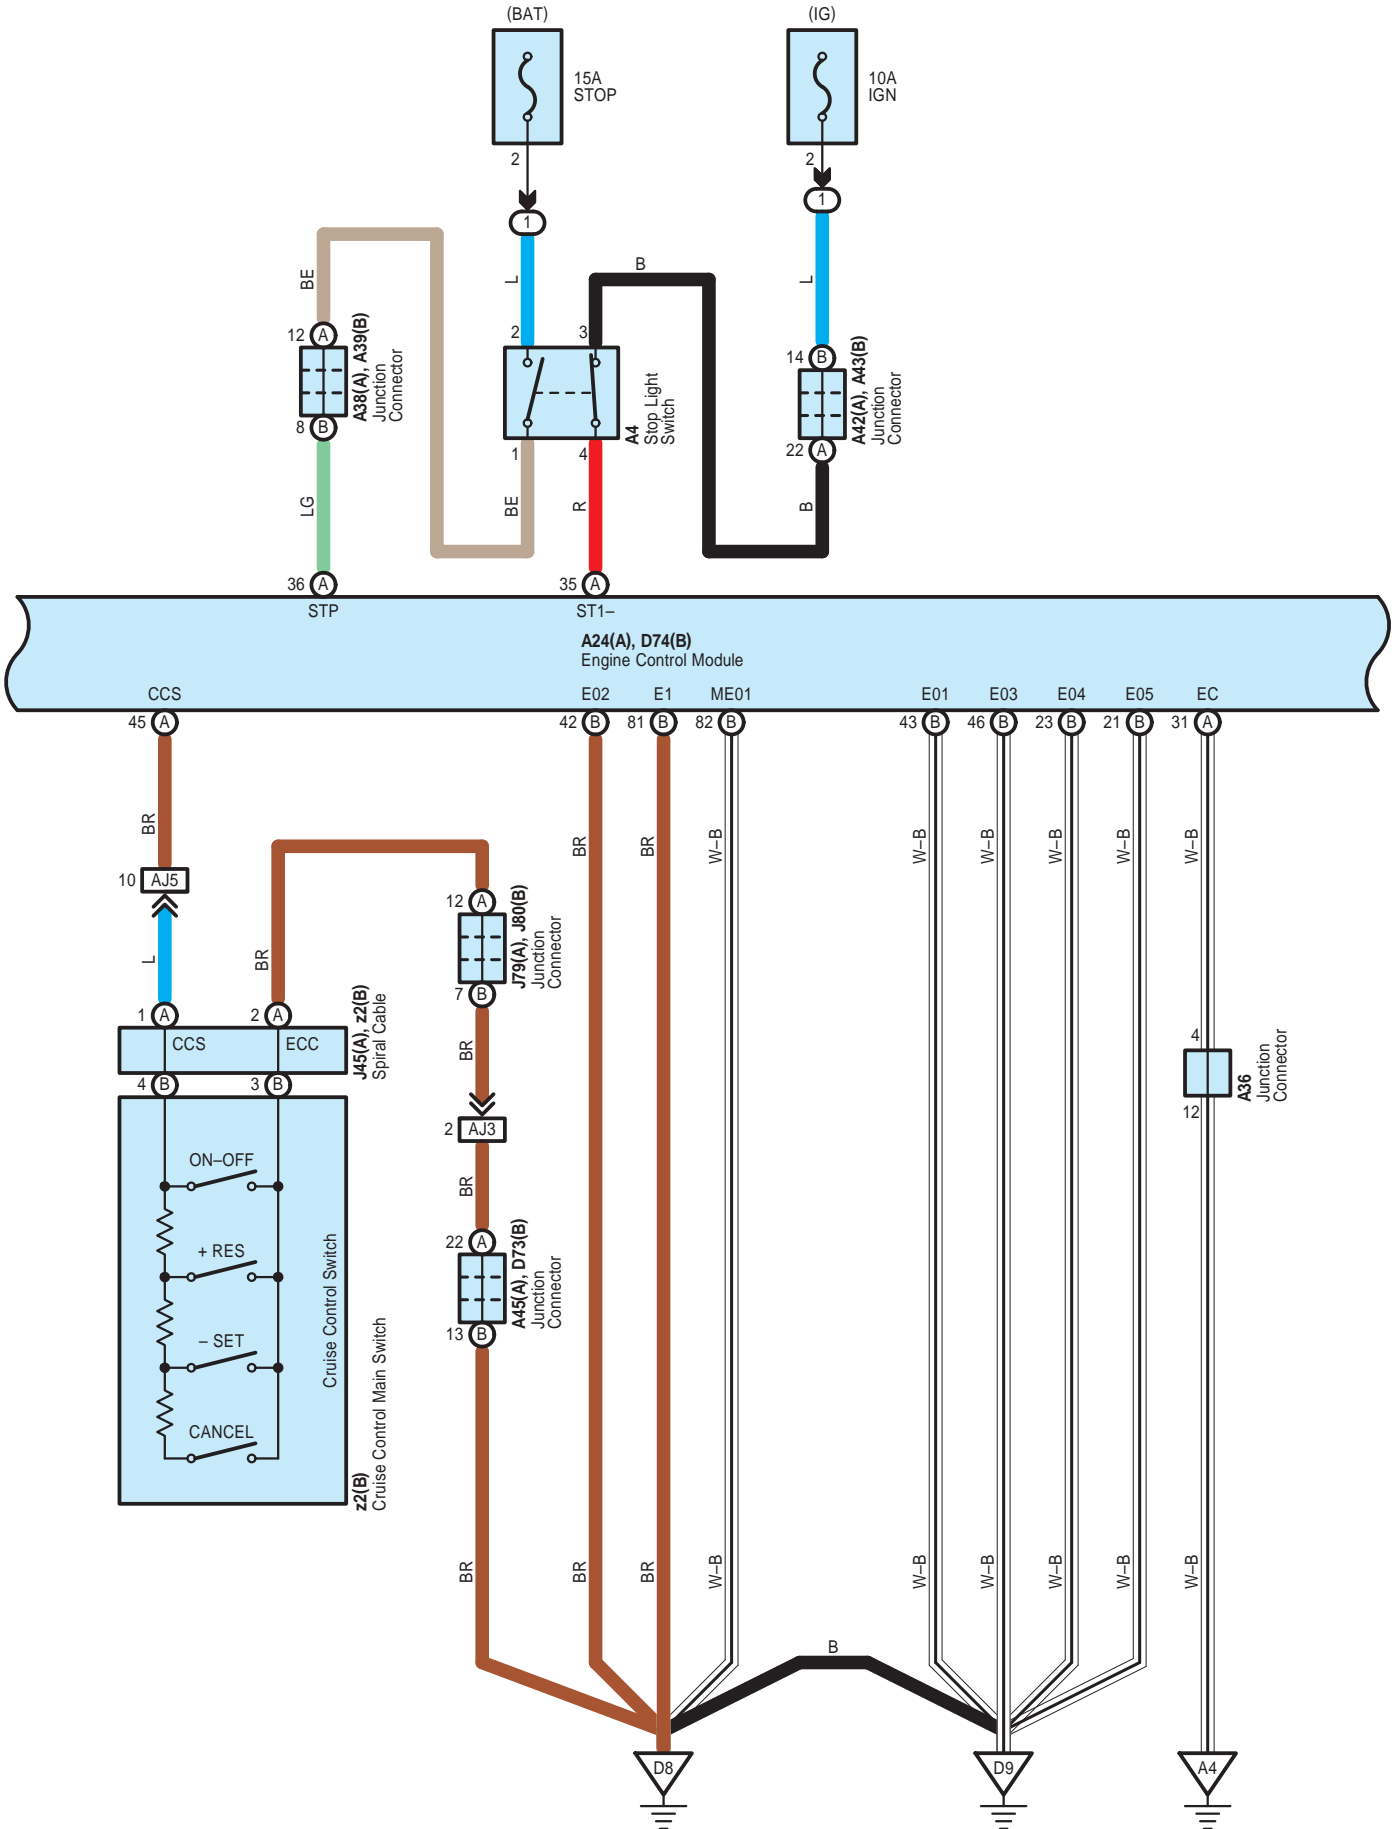 (BAT)
(IG)
15A
STOP
10A
IGN
2
2
1
1
BE
L
B
L
2
3
12
A
A38(A), A39(B)
Junction
Connector
8
B
14
B
A42(A), A43(B)
Junction
Connector
22
A
A4
Stop Light
Switch
1
4
LG
BE
R
B
36
A
35
A
STP
ST1–
A24(A), D74(B)
Engine Control Module
CCS
E02
E1
ME01
E01
E03
E04
E05
EC
45
A
42
B
81
B
82
B
43
B
46
B
23
B
21
B
31
A
BR
BR
BR
W–B
W–B
W–B
W–B
W–B
W–B
10
AJ5
12
A
J79(A), J80(B)
Junction
Connector
7
B
L
BR
1
A
2
A
CCS
ECC
J45(A), z2(B)
Spiral Cable
4
B
3
B
BR
2
AJ3
4
A36
Junction
Connector
12
ON–OFF
BR
22
A
A45(A), D73(B)
Junction
Connector
13
B
+ RES
– SET
CANCEL
Cruise Control Switch
z2(B)
Cruise Control Main Switch
BR
BR
BR
W–B
W–B
W–B
W–B
W–B
W–B
B
D8
D9
A4